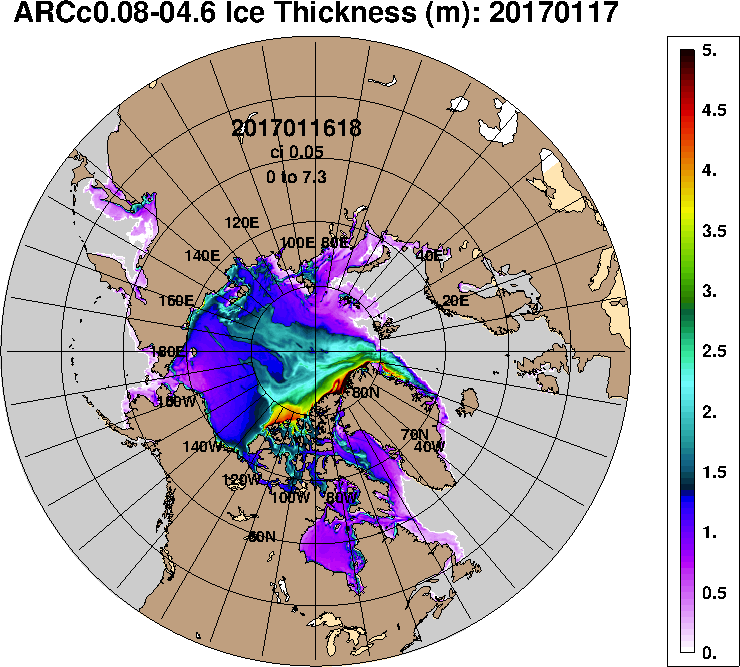 ARCc0.08-04.6 Ice Thickness (m): 20170117
2017011618
ci 0.05
0 to 7.3
120E
100E
80E
140E
40E
160E
20E
180E
160W
80N
70N
140W
40W
120W
100W
80W
60N
5.
4.5
4.
3.5
3.
2.5
2.
1.5
1.
0.5
0.